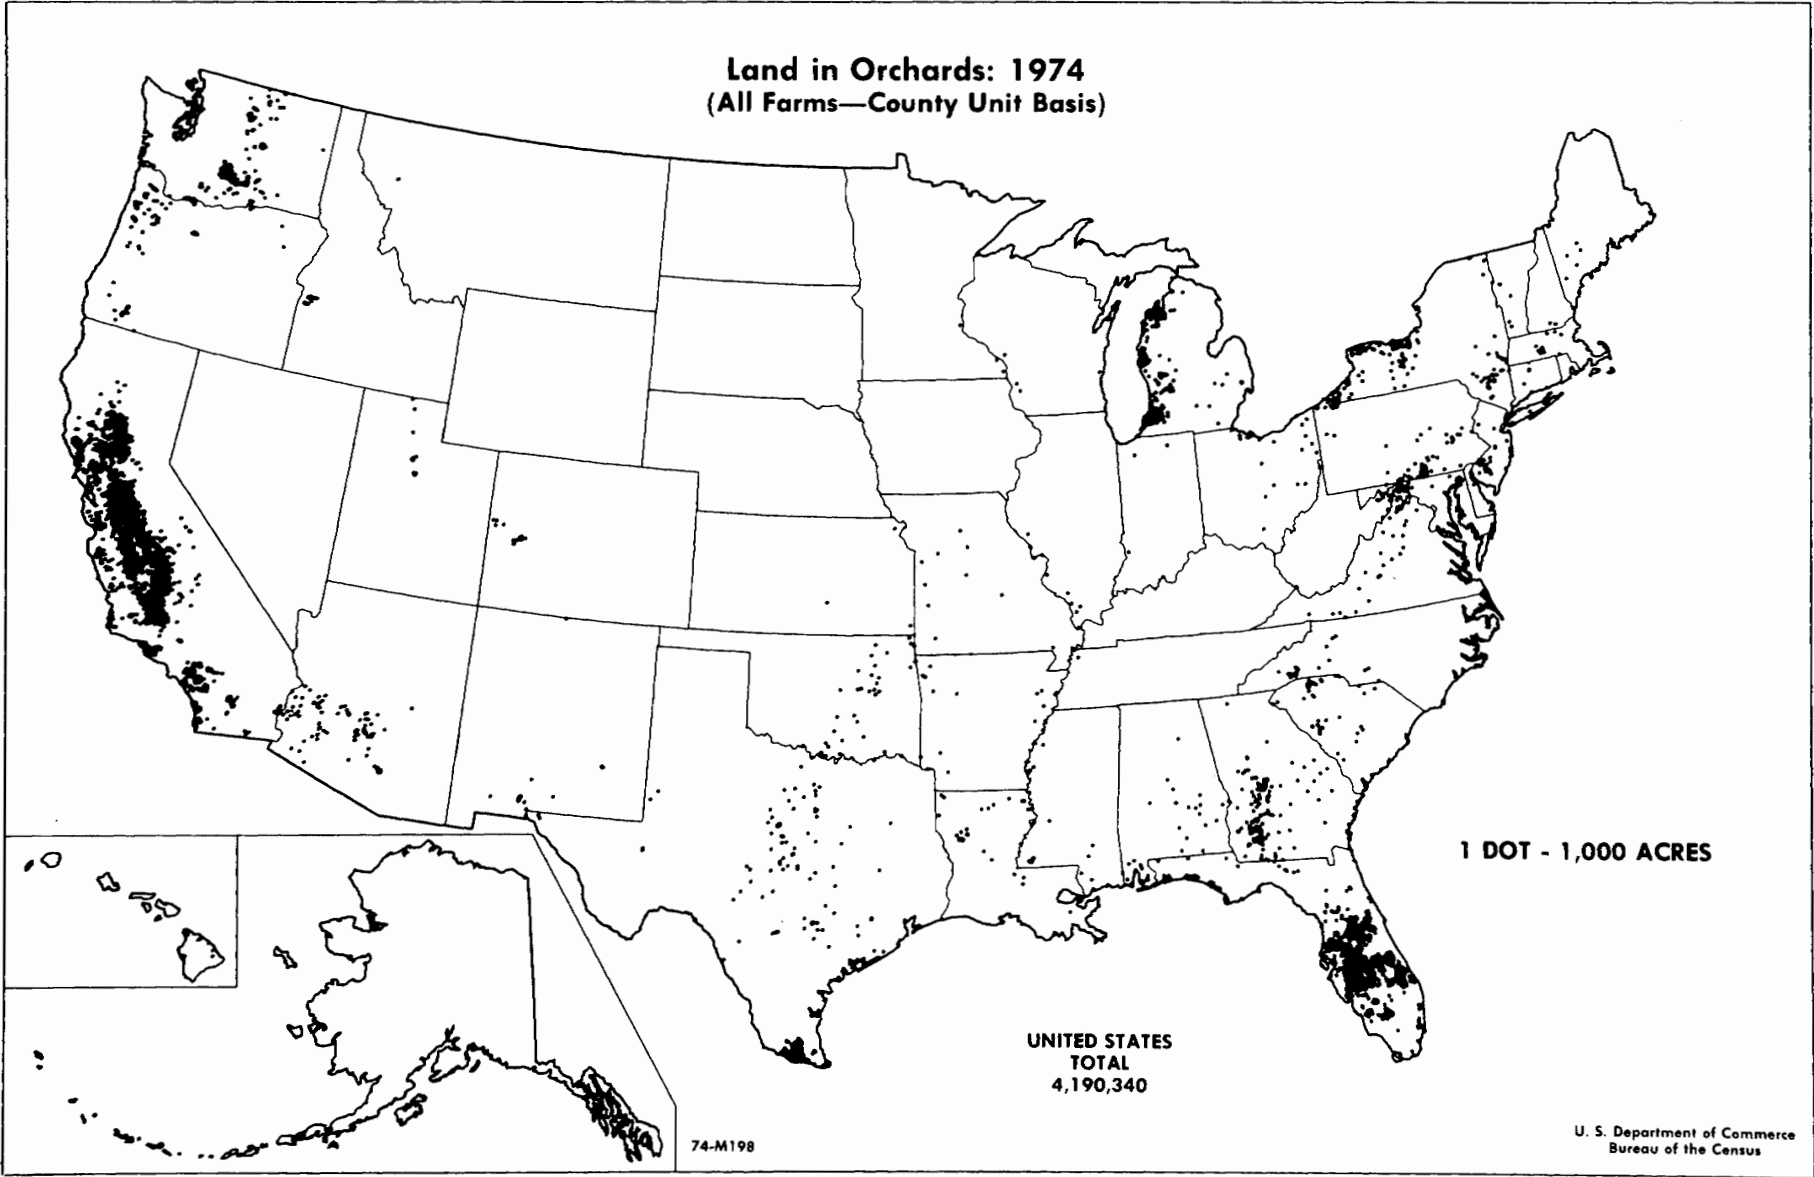 Land in Orchards: 1974
(All Farms—County Unit Basis)
1 DOT - 1,000 ACRES
UNITED STATES
TOTAL
4,190,340
74-M198
U. S. Department of Commerce
Bureau of the Census